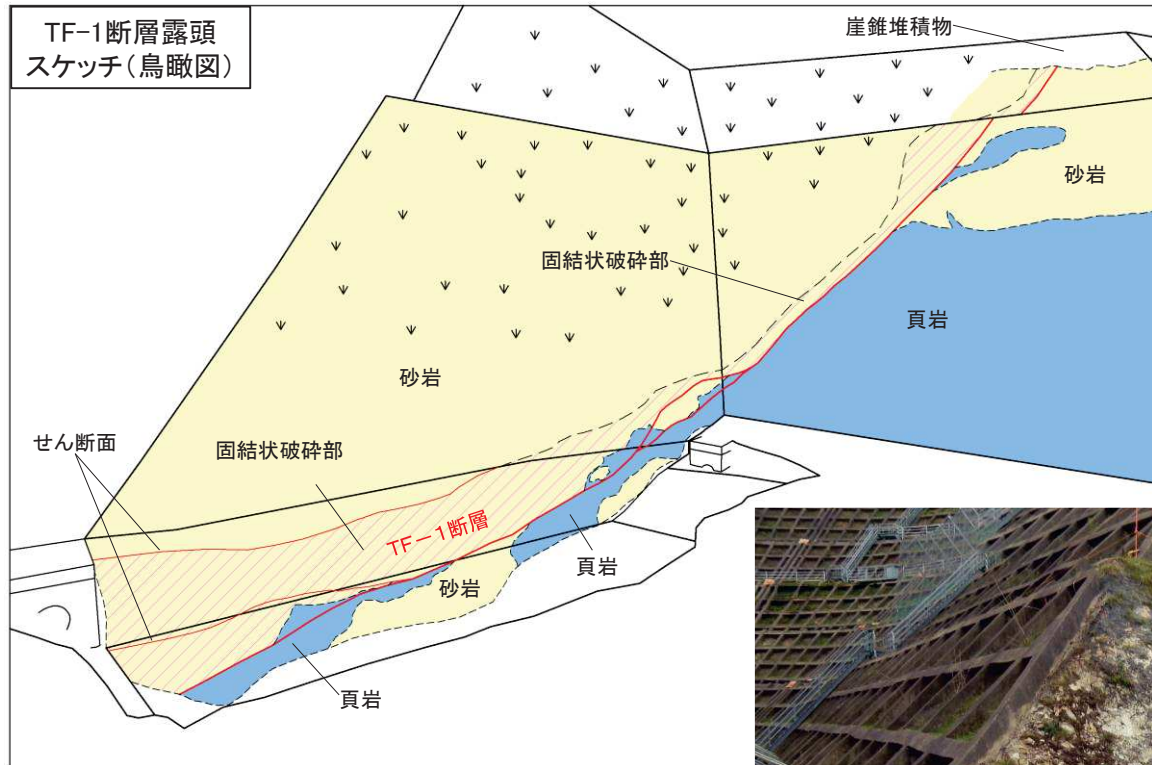 TF-1断層露頭
スケッチ(鳥瞰図)
崖錐堆積物
砂岩
固結状破砕部
頁岩
砂岩
せん断面
固結状破砕部
TF-1断層
頁岩
砂岩
頁岩